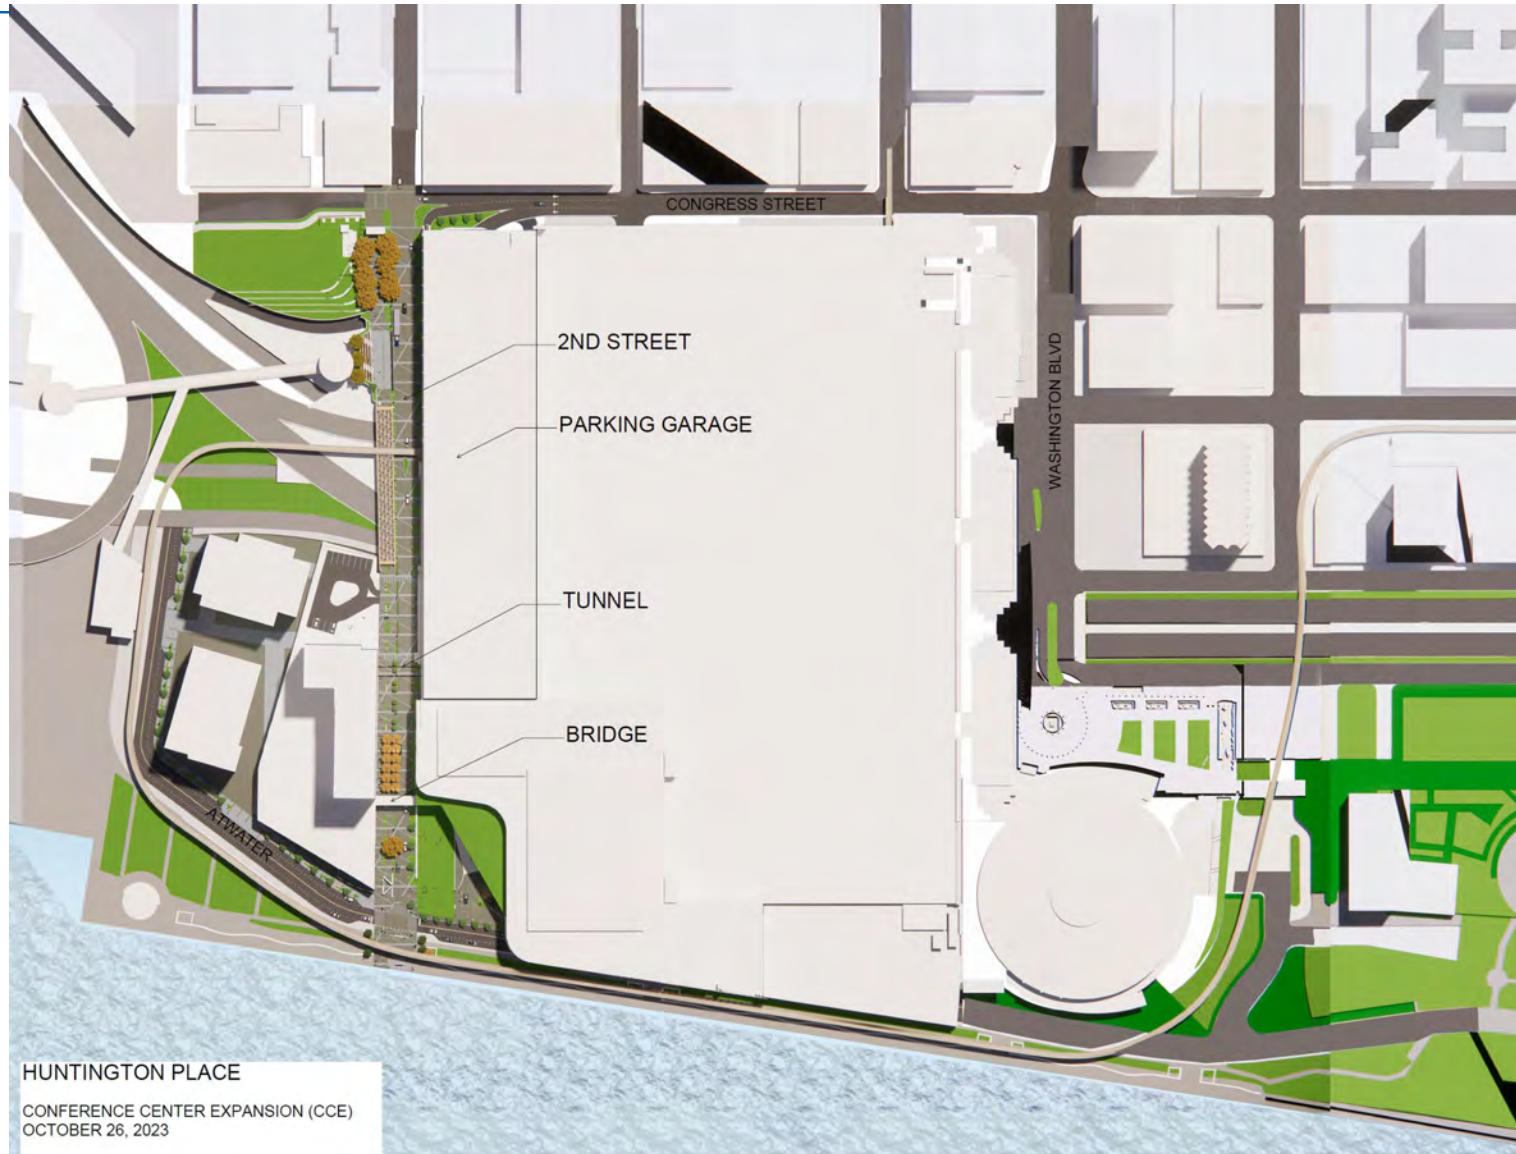 CONGRESS STREET
2ND STREET
WASHINGTON BLVD
PARKING GARAGE
TUNNEL
BRIDGE
ATWATER
HUNTINGTON PLACE
CONFERENCE CENTER EXPANSION (CCE)
OCTOBER 26, 2023